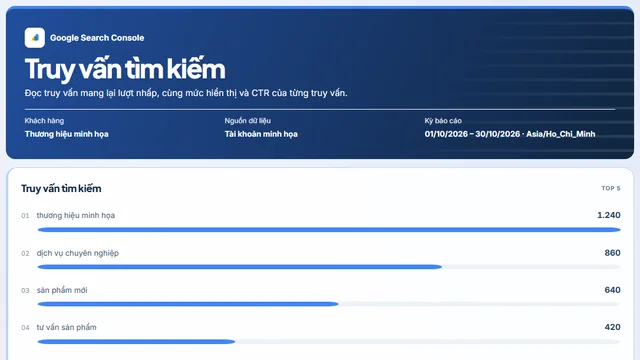 Google Search Console
Truy vấn tìm kiếm
Đọc truy vấn mang lại lượt nhấp, cùng mức hiển thị và CTR của từng truy vấn.
Khách hàng
Thương hiệu minh họa
Nguồn dữ liệu
Tài khoản minh họa
Kỳ báo cáo
01/10/2026 – 30/10/2026 · Asia/Ho_Chi_Minh
Truy vấn tìm kiếm
TOP 5
01 thương hiệu minh họa 1.240
02 dịch vụ chuyên nghiệp 860
03 sản phẩm mới 640
04 tư vấn sản phẩm 420